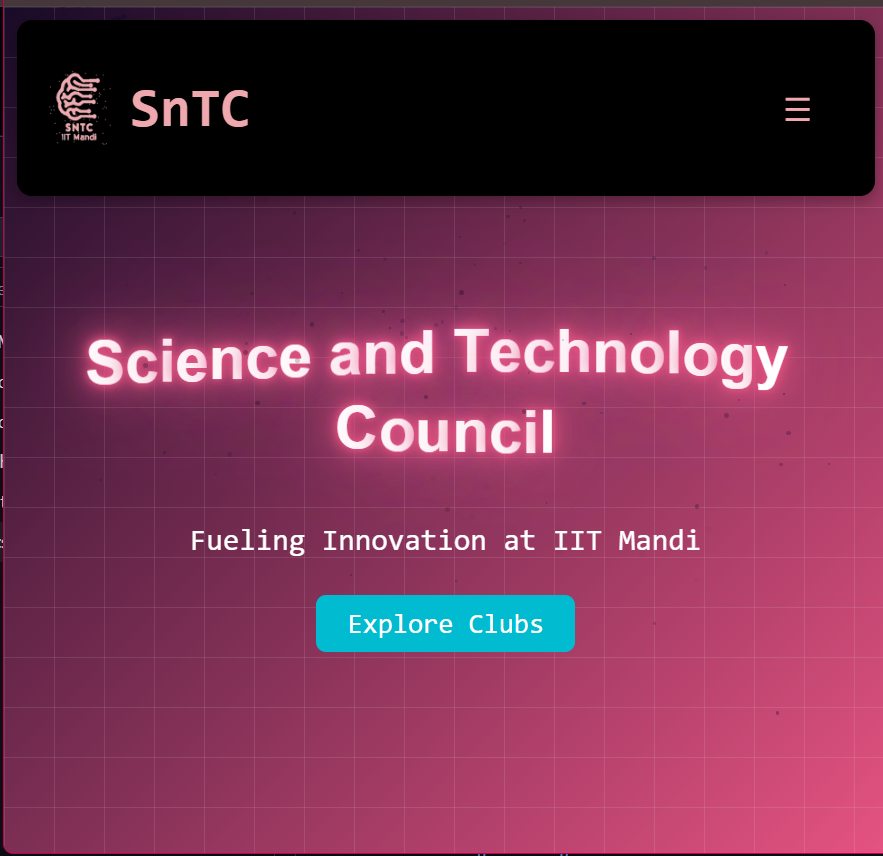 SNTC
IIT Mandi
SnTC
Science and Technology
Council
Fueling Innovation at IIT Mandi
Explore Clubs